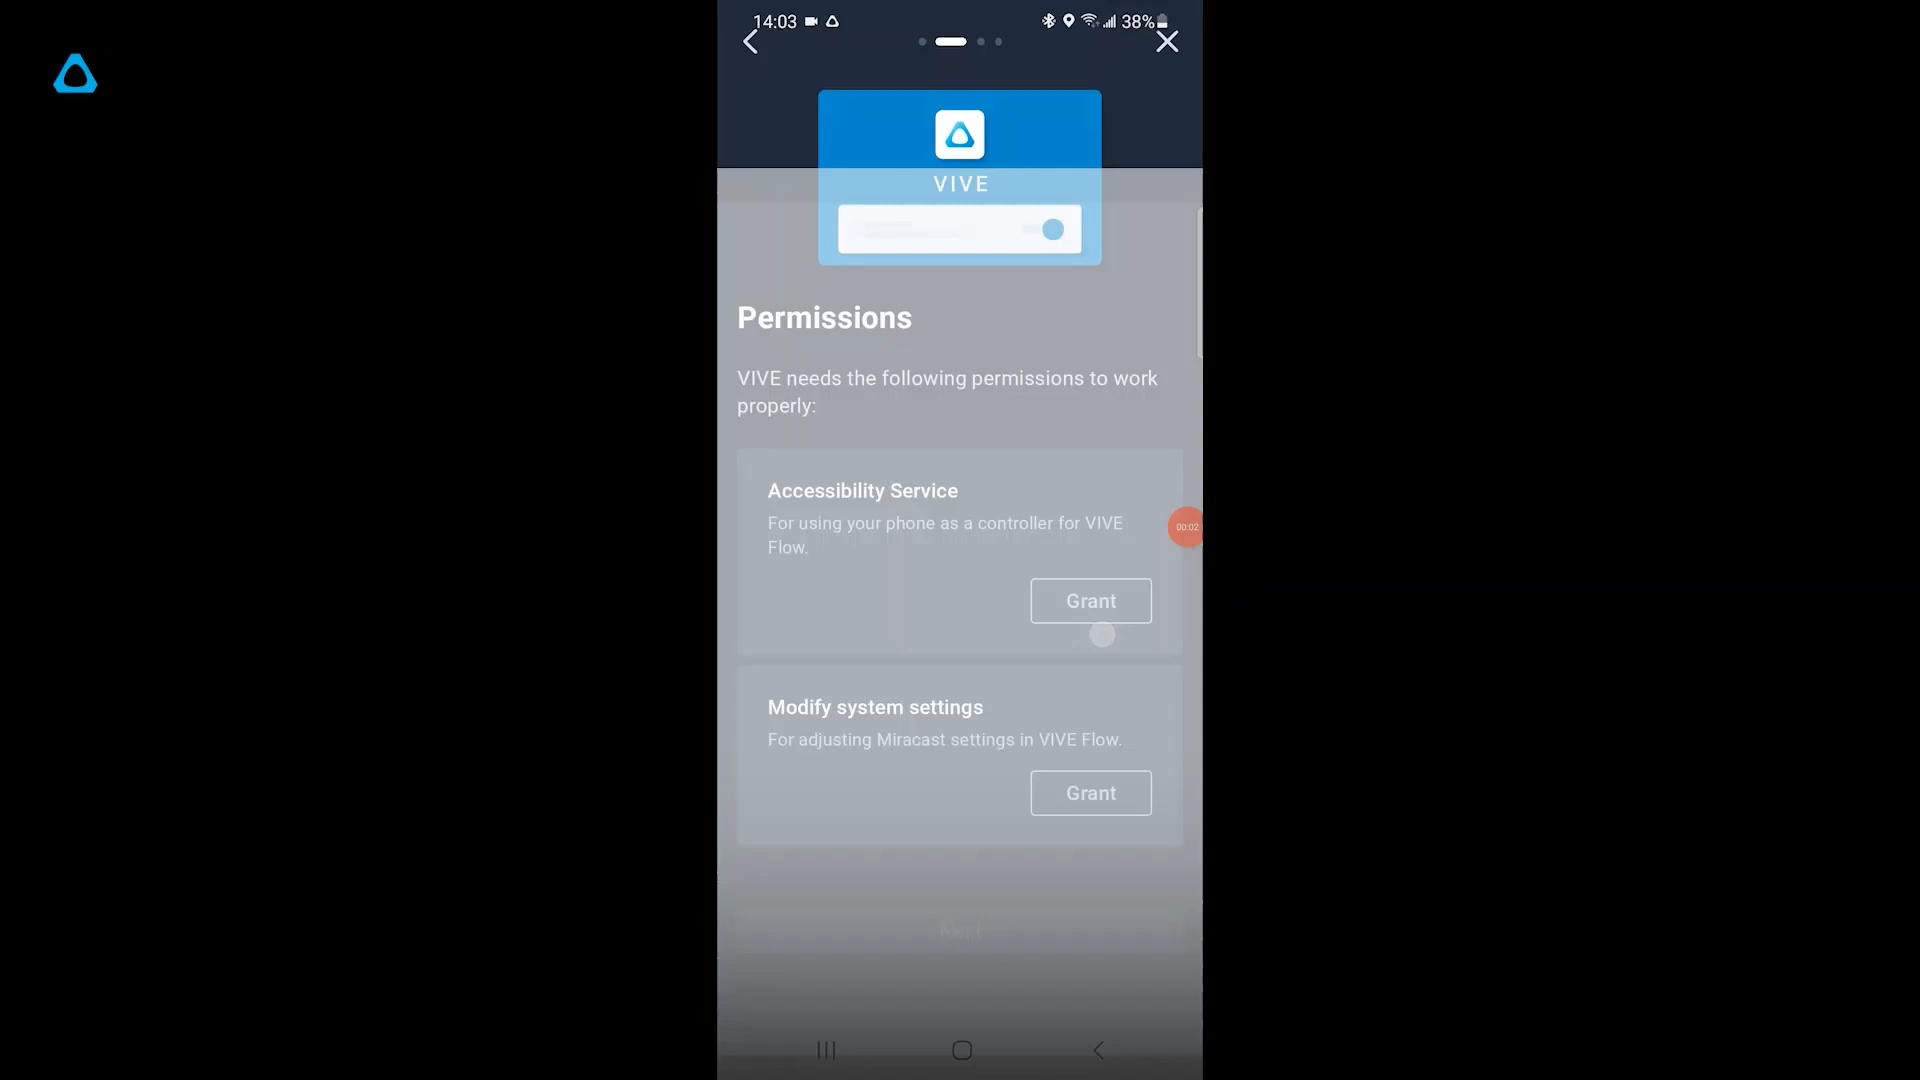 14:03
38%
VIVE
Permissions
VIVE needs the following permissions to work
properly:
Accessibility Service
For using your phone as a controller for VIVE
Flow.
00:02
Grant
Modify system settings
For adjusting Miracast settings in VIVE Flow.
Grant
Next